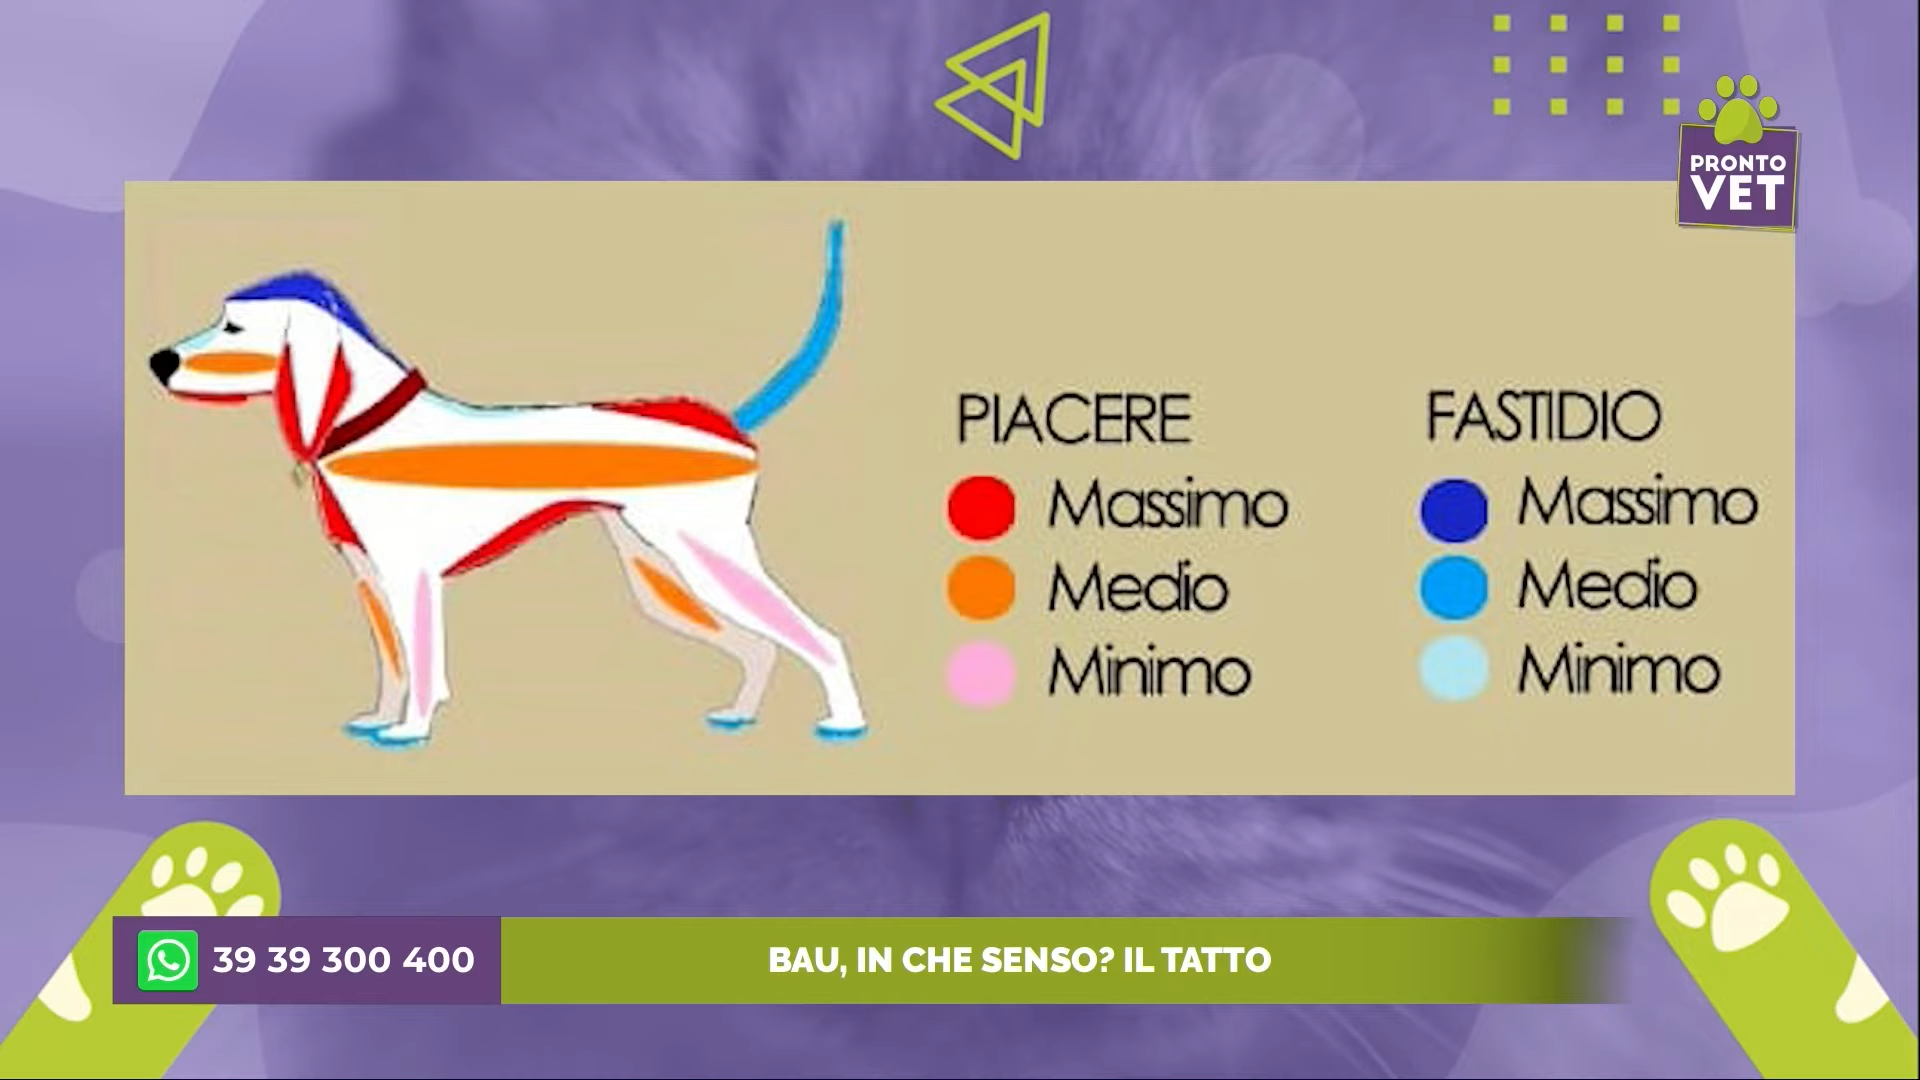 PRONTO
VET
PIACERE
Massimo
Medio
Minimo
FASTIDIO
Massimo
Medio
Minimo
39 39 300 400
BAU, IN CHE SENSO? IL TATTO